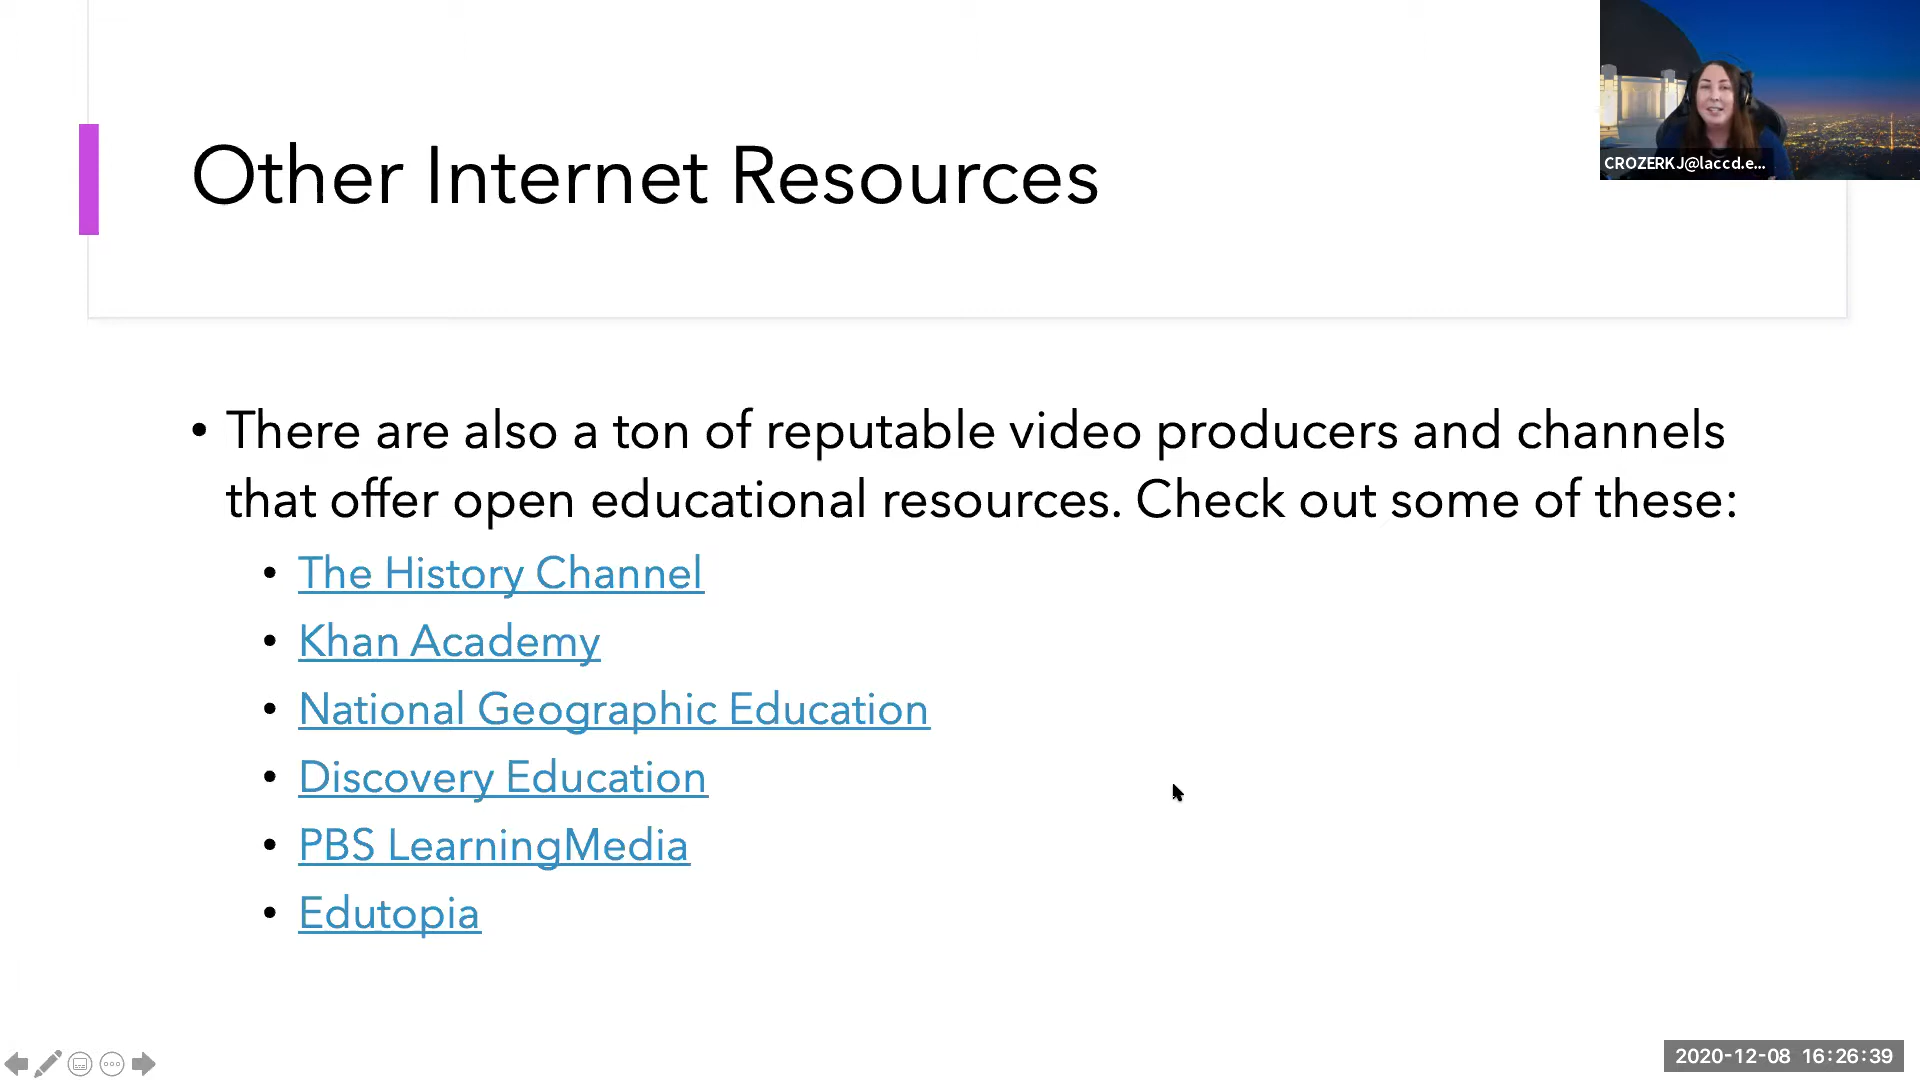 CROZERKJ@laccd.e...
Other Internet Resources
• There are also a ton of reputable video producers and channels
that offer open educational resources. Check out some of these:
• The History Channel
• Khan Academy
• National Geographic Education
• Discovery Education
• PBS LearningMedia
• Edutopia
2020-12-08 16:26:39